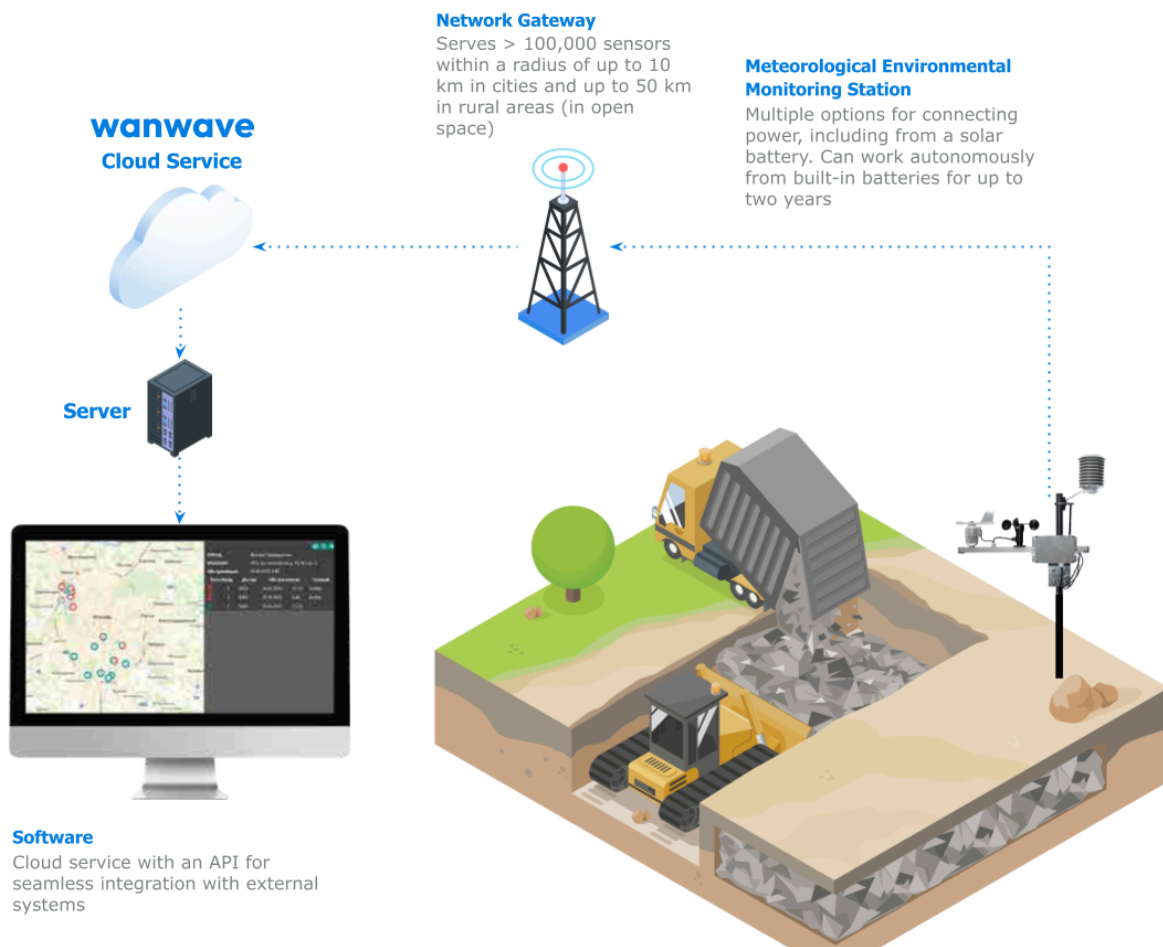 Network Gateway
Serves > 100,000 sensors
within a radius of up to 10
km in cities and up to 50 km
in rural areas (in open
space)
Meteorological Environmental
Monitoring Station
Multiple options for connecting
power, including from a solar
battery. Can work autonomously
from built-in batteries for up to
two years
wanwave
Cloud Service
Server
Software
Cloud service with an API for
seamless integration with external
systems